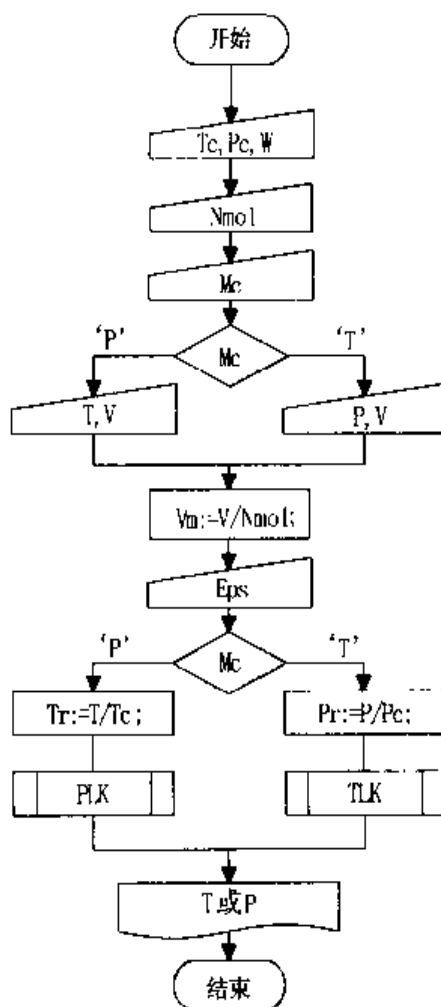 开始
Tc, Pc, W
Nmol
Mc
'P' Mc 'T'
T, V P, V
Vm:=V/Nmol;
Eps
'P' Mc 'T'
Tr:=T/Tc; Pr:=P/Pc;
PLK TLK
T或P
结束